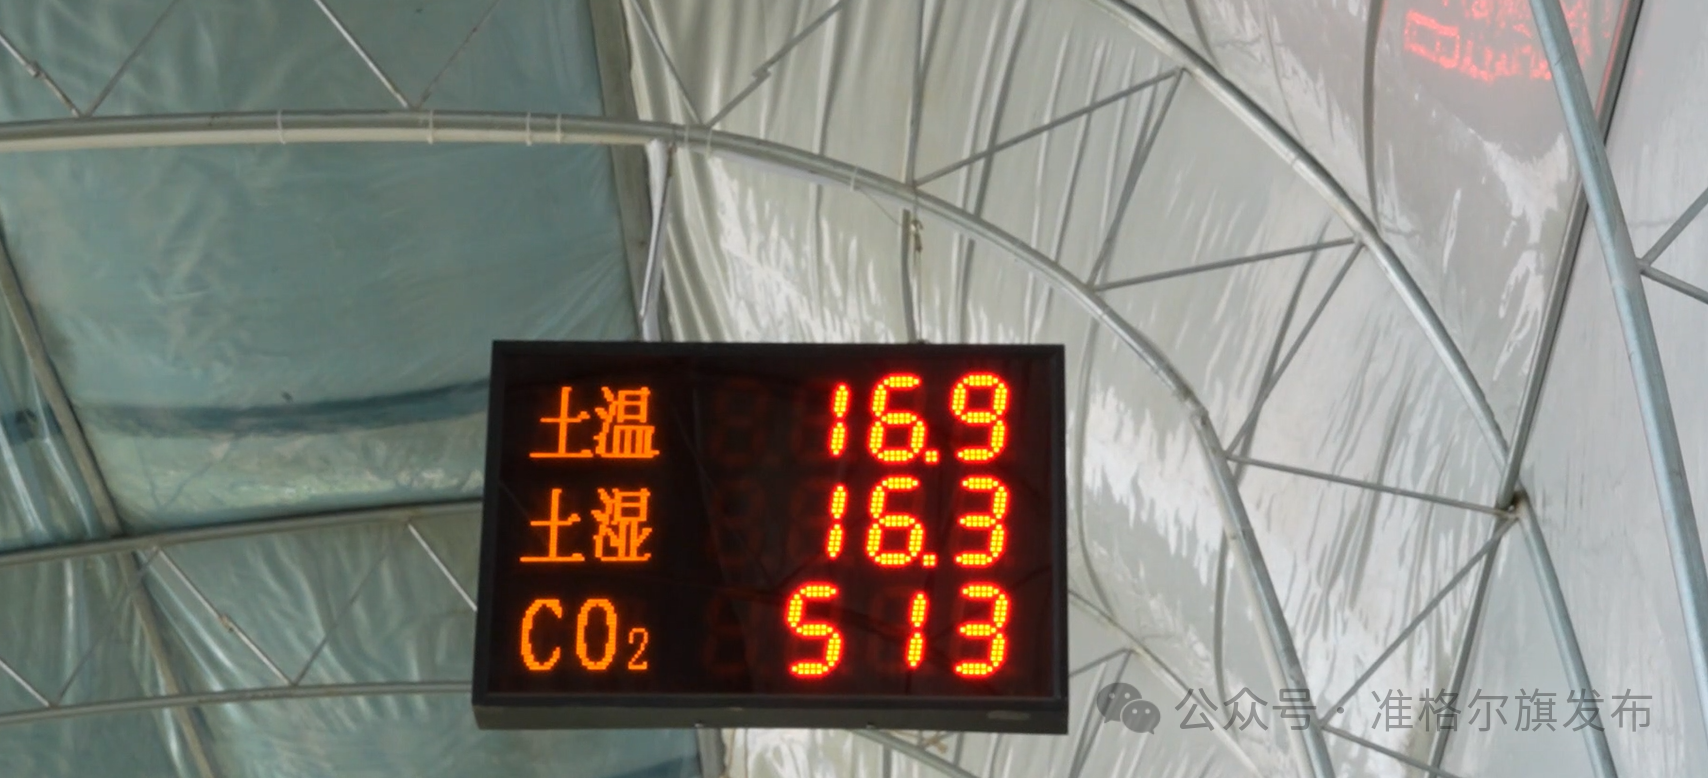 土温 16.9
土湿 16.3
CO₂ 513
公众号·准格尔旗发布